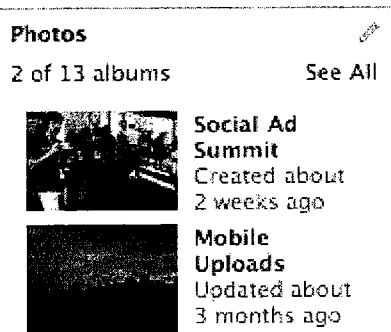 Photos
2 of 13 albums See All
Social Ad
Summit
Created about
2 weeks ago
Mobile
Uploads
Updated about
3 months ago